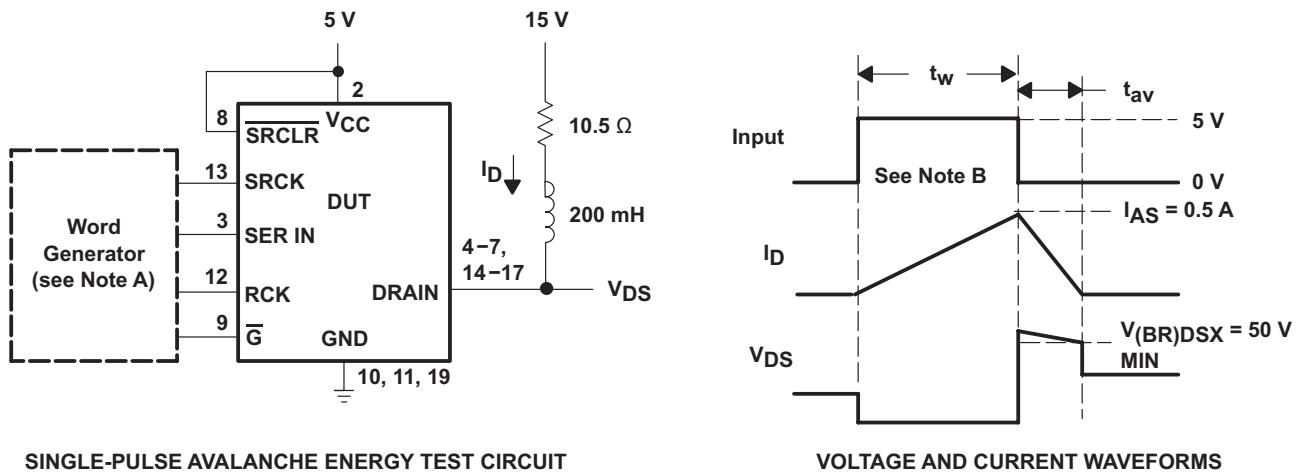 5 V
15 V
2
8
VCC
SRCLR
10.5 Ω
13
SRCK
ID
DUT
Word
Generator
(see Note A)
3
SER IN
200 mH
4−7,
14−17
12
RCK
DRAIN
VDS
9
G
GND
10, 11, 19
SINGLE-PULSE AVALANCHE ENERGY TEST CIRCUIT
tw
tav
5 V
Input
See Note B
0 V
IAS = 0.5 A
ID
V(BR)DSX = 50 V
MIN
VDS
VOLTAGE AND CURRENT WAVEFORMS